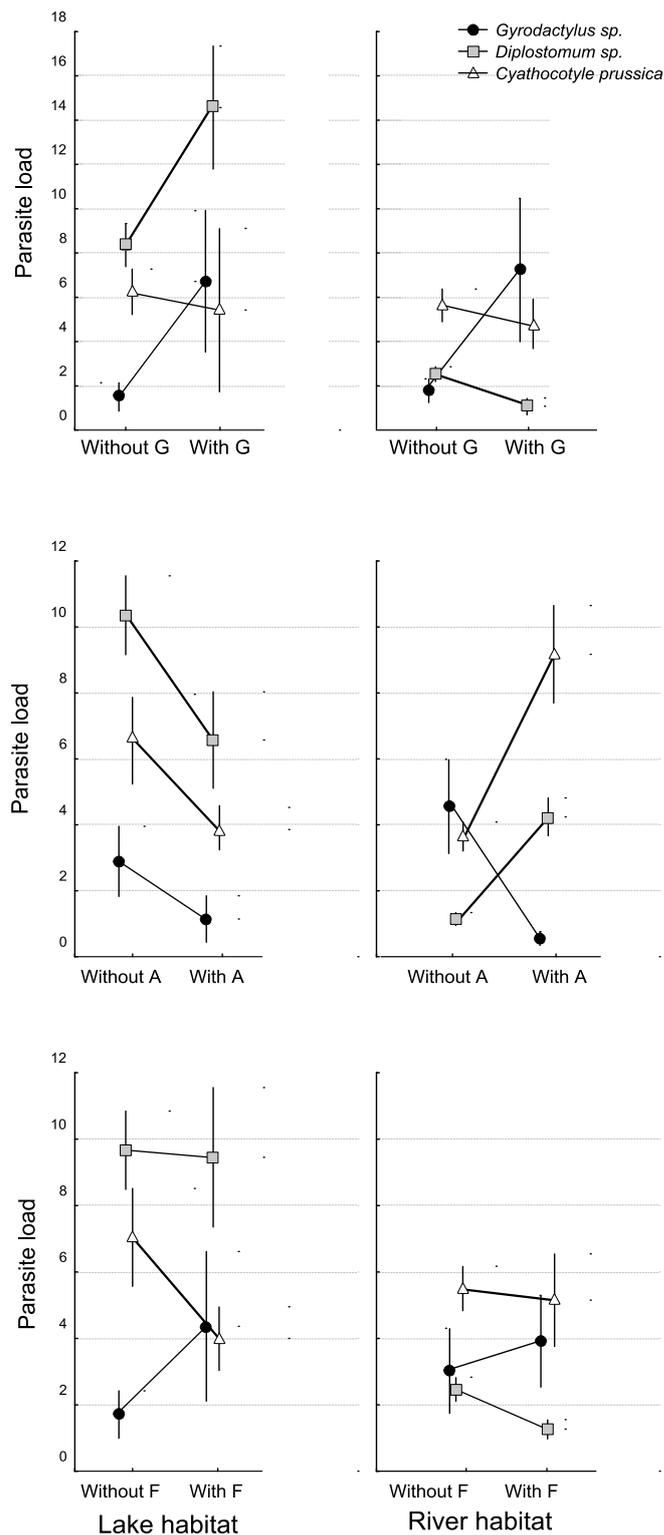 Gyrodactylus sp.
Diplostomum sp.
Cyathocotyle prussica
Parasite load
18
16
14
12
10
8
6
4
2
0
Without G With G
Without G With G
Parasite load
12
10
8
6
4
2
0
Without A With A
Without A With A
Parasite load
12
10
8
6
4
2
0
Without F With F
Without F With F
Lake habitat
River habitat